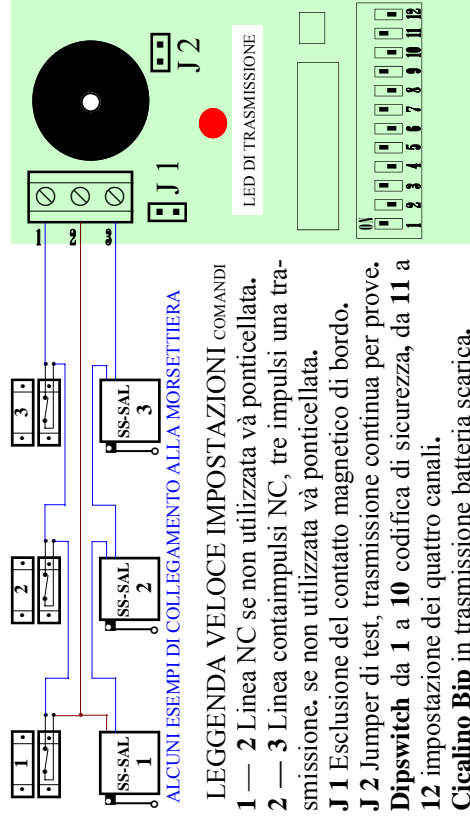 1
2
3
SS-SAL
1
SS-SAL
2
SS-SAL
3
1
2
3
J 1
J 2
LED DI TRASMISSIONE
ON
1 2 3 4 5 6 7 8 9 10 11 12
ALCUNI ESEMPI DI COLLEGAMENTO ALLA MORSETTIERA
LEGGENDA VELOCE IMPOSTAZIONI COMANDI
1 — 2 Linea NC se non utilizzata và ponticellata.
2 — 3 Linea contaimpulsi NC, tre impulsi una tra-
smissione. se non utilizzata và ponticellata.
J 1 Esclusione del contatto magnetico di bordo.
J 2 Jumper di test, trasmissione continua per prove.
Dipswitch da 1 a 10 codifica di sicurezza, da 11 a
12 impostazione dei quattro canali.
Cicalino Bip in trasmissione batteria scarica.